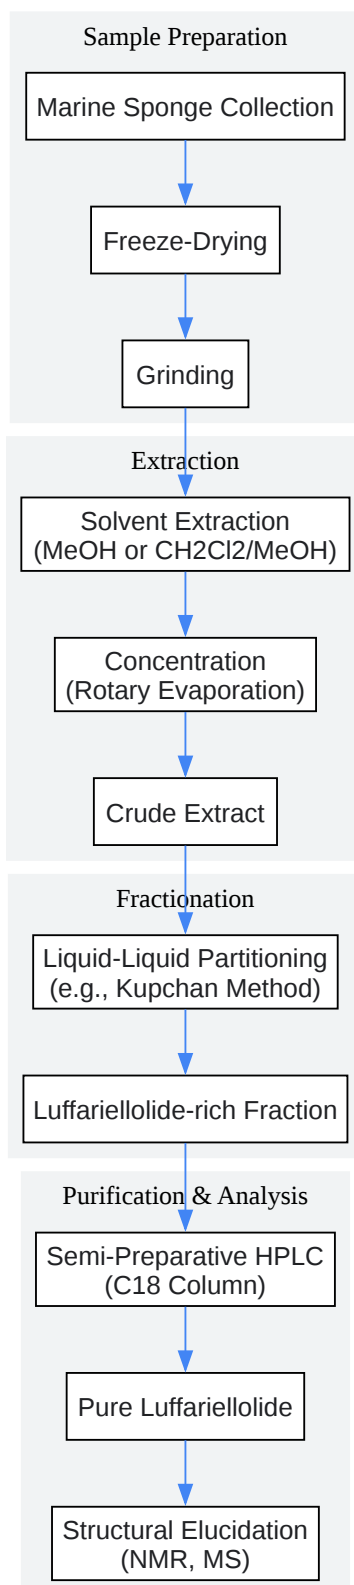 Sample Preparation
Marine Sponge Collection
Freeze-Drying
Grinding
Extraction
Solvent Extraction
(MeOH or CH2Cl2/MeOH)
Concentration
(Rotary Evaporation)
Crude Extract
Fractionation
Liquid-Liquid Partitioning
(e.g., Kupchan Method)
Luffariellolide-rich Fraction
Purification & Analysis
Semi-Preparative HPLC
(C18 Column)
Pure Luffariellolide
Structural Elucidation
(NMR, MS)